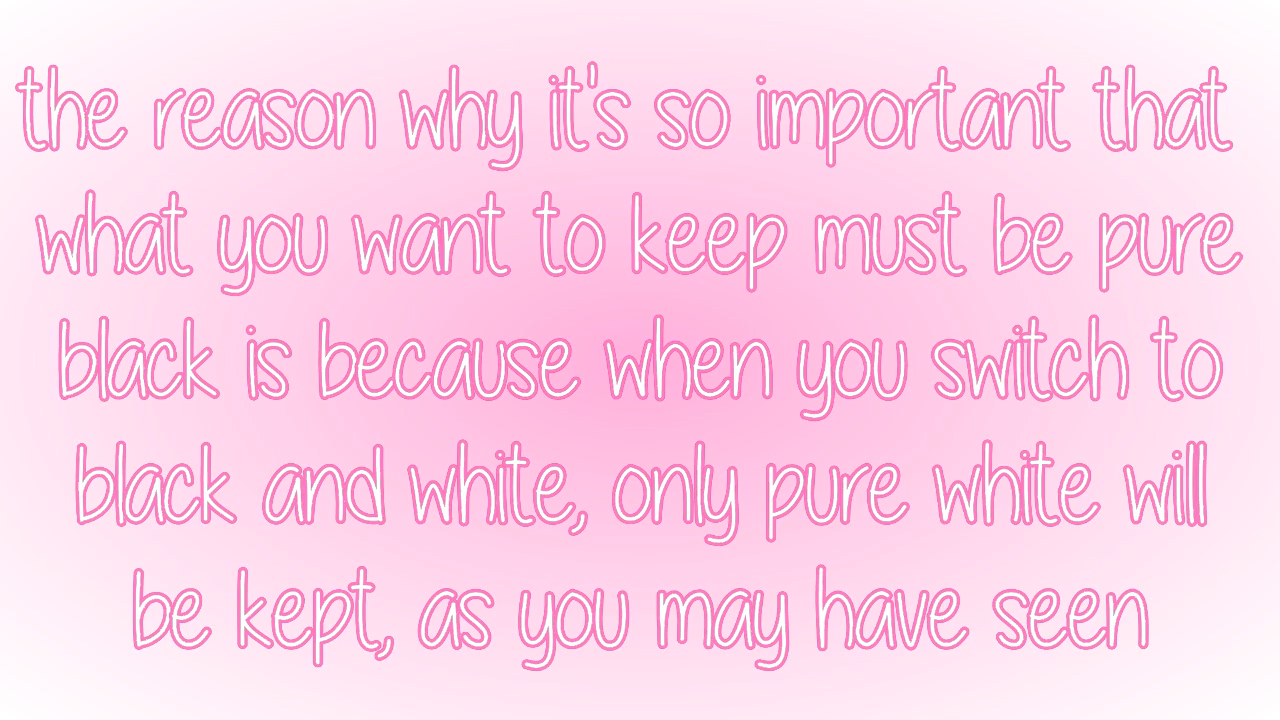 the reason why it's so important that
what you want to keep must be pure
black is because when you switch to
black and white, only pure white will
be kept, as you may have seen